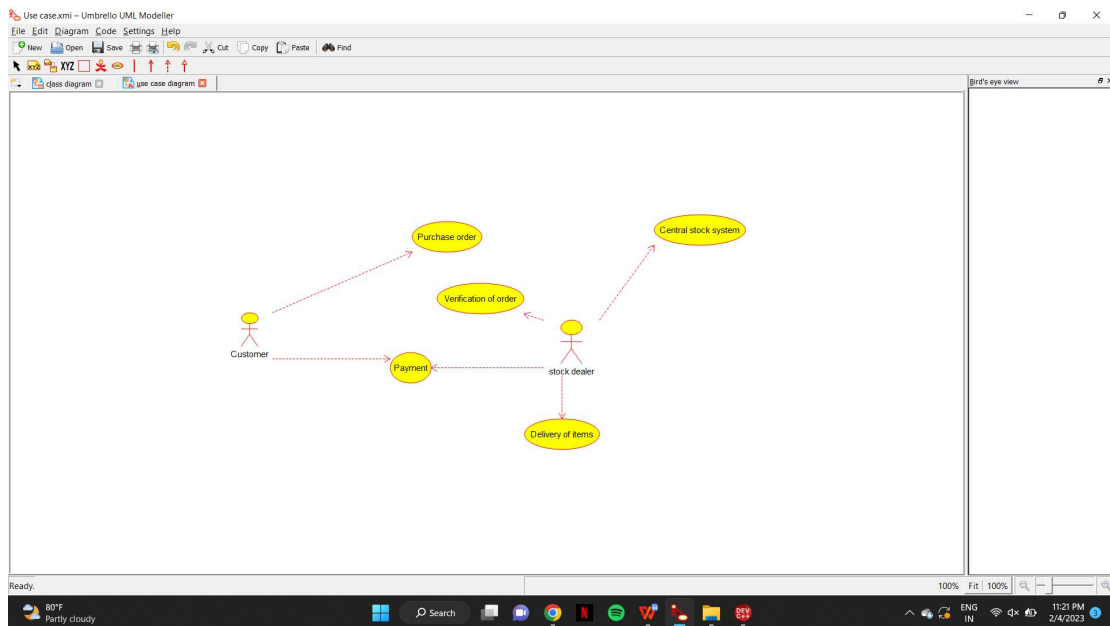 Use case.xmi – Umbrello UML Modeller
File Edit Diagram Code Settings Help
New Open Save Cut Copy Paste Find
XYZ
class diagram use case diagram
Bird's eye view
Purchase order
Central stock system
Verification of order
Customer
Payment
stock dealer
Delivery of items
Ready.
100% Fit 100%
80°F
Partly cloudy
Search
DEV
C++
ENG
IN
11:21 PM
2/4/2023
3